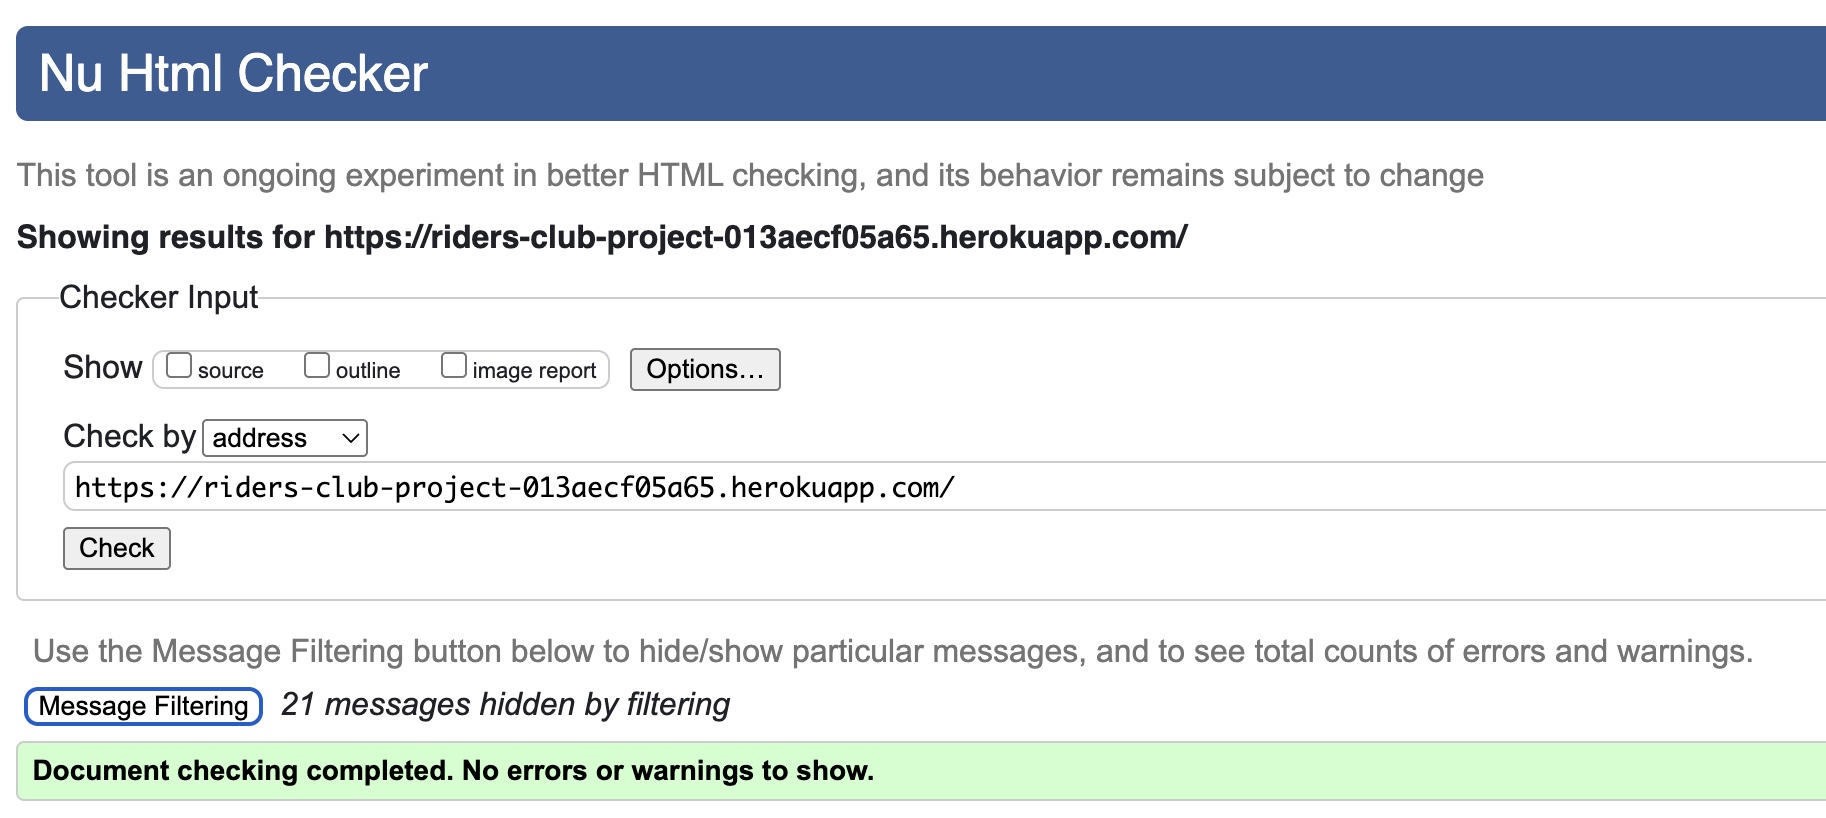 Nu Html Checker
This tool is an ongoing experiment in better HTML checking, and its behavior remains subject to change
Showing results for https://riders-club-project-013aecf05a65.herokuapp.com/
Checker Input
Show source outline image report Options…
Check by address
https://riders-club-project-013aecf05a65.herokuapp.com/
Check
Use the Message Filtering button below to hide/show particular messages, and to see total counts of errors and warnings.
Message Filtering 21 messages hidden by filtering
Document checking completed. No errors or warnings to show.